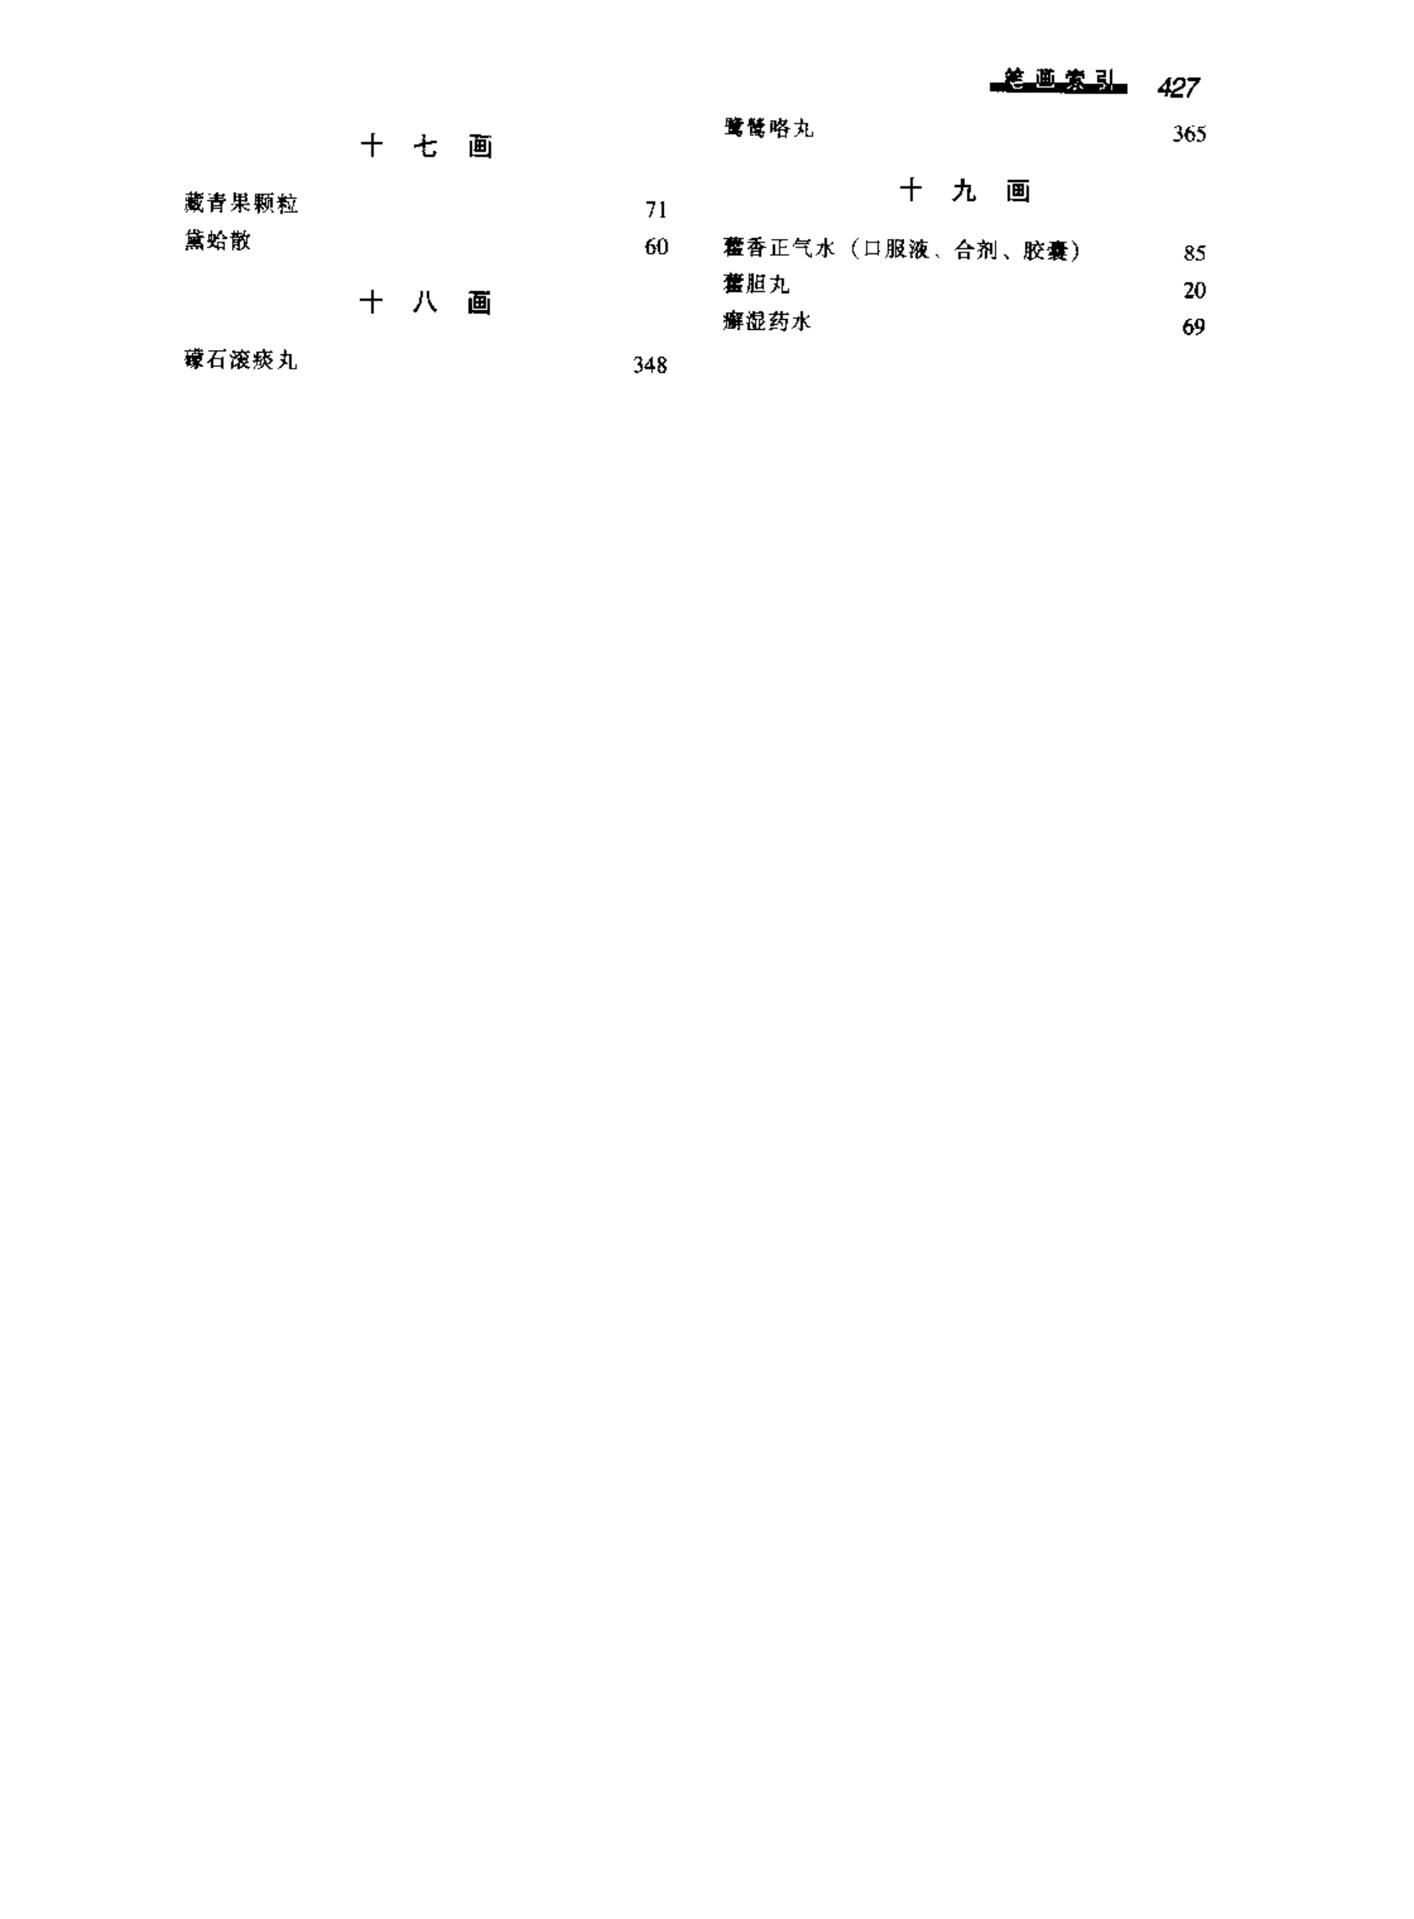 笔画索引 427
十七画
藏青果颗粒 71
黛蛤散 60
十八画
礞石滚痰丸 348
鹭鸶咯丸 365
十九画
藿香正气水（口服液、合剂、胶囊） 85
藿胆丸 20
癣湿药水 69